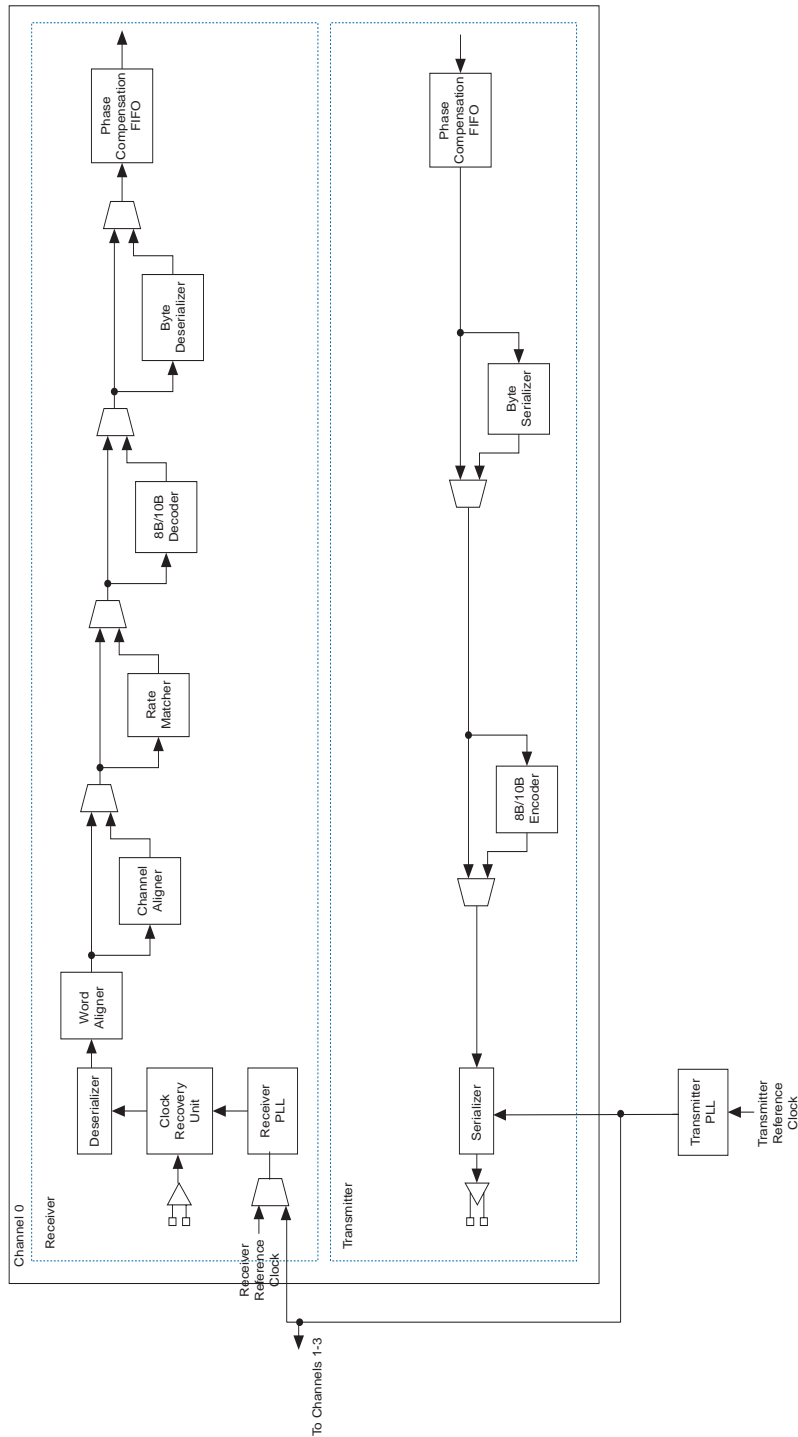 Channel 0
Receiver
Receiver
Reference
Clock
Receiver
PLL
Clock
Recovery
Unit
Deserializer
Word
Aligner
Channel Aligner
Rate
Matcher
8B/10B
Decoder
Byte
Deserializer
Phase
Compensation
FIFO
Transmitter
Serializer
8B/10B
Encoder
Byte
Serializer
Phase
Compensation
FIFO
To Channels 1-3
Transmitter
PLL
Transmitter
Reference
Clock